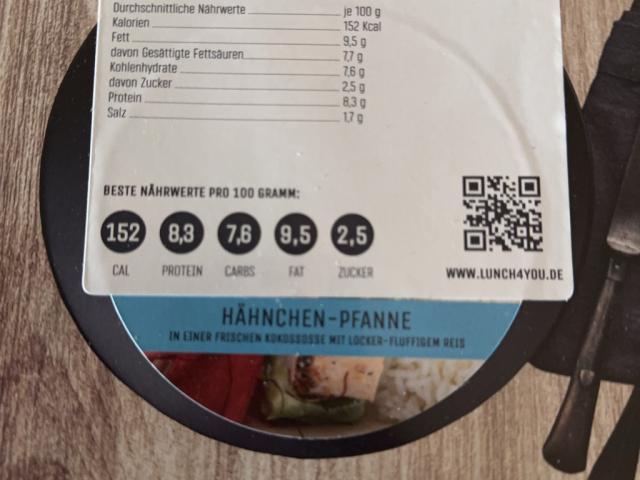 Durchschnittliche Nährwerte je 100 g
Kalorien 152 Kcal
Fett 9,5 g
davon Gesättigte Fettsäuren 7,7 g
Kohlenhydrate 7,6 g
davon Zucker 2,5 g
Protein 8,3 g
Salz 1,7 g
BESTE NÄHRWERTE PRO 100 GRAMM:
152 8,3 7,6 9,5 2,5
CAL PROTEIN CARBS FAT ZUCKER
WWW.LUNCH4YOU.DE
HÄHNCHEN-PFANNE
IN EINER FRISCHEN KOKOSSOSSE MIT LOCKER-FLUFFIGEM REIS